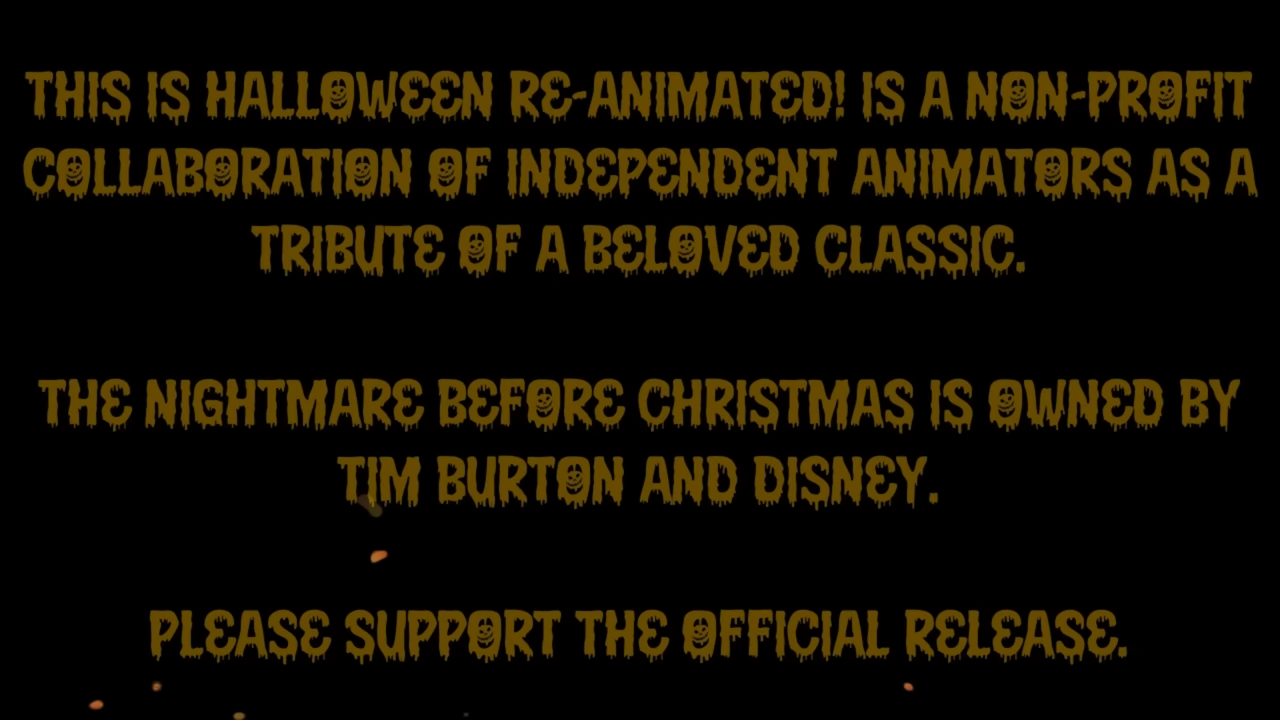 THIS IS HALLOWEEN RE-ANIMATED! IS A NON-PROFIT
COLLABORATION OF INDEPENDENT ANIMATORS AS A
TRIBUTE OF A BELOVED CLASSIC.
THE NIGHTMARE BEFORE CHRISTMAS IS OWNED BY
TIM BURTON AND DISNEY.
PLEASE SUPPORT THE OFFICIAL RELEASE.